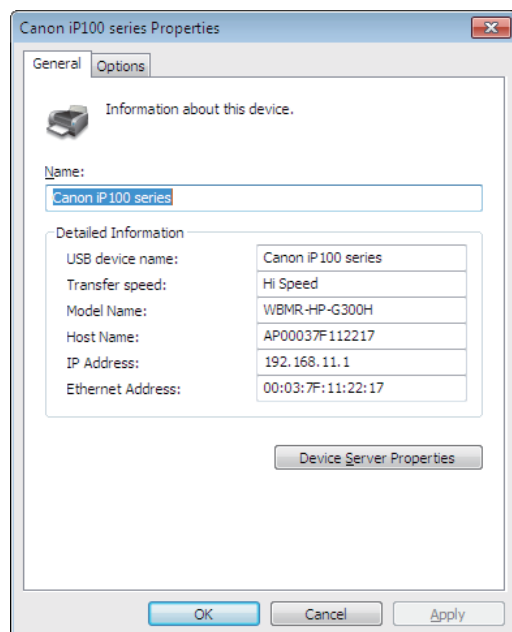 Canon iP100 series Properties
General
Options
Information about this device.
Name:
Canon iP100 series
Detailed Information
USB device name: Canon iP100 series
Transfer speed: Hi Speed
Model Name: WBMR-HP-G300H
Host Name: AP00037F112217
IP Address: 192.168.11.1
Ethernet Address: 00:03:7F:11:22:17
Device Server Properties
OK Cancel Apply